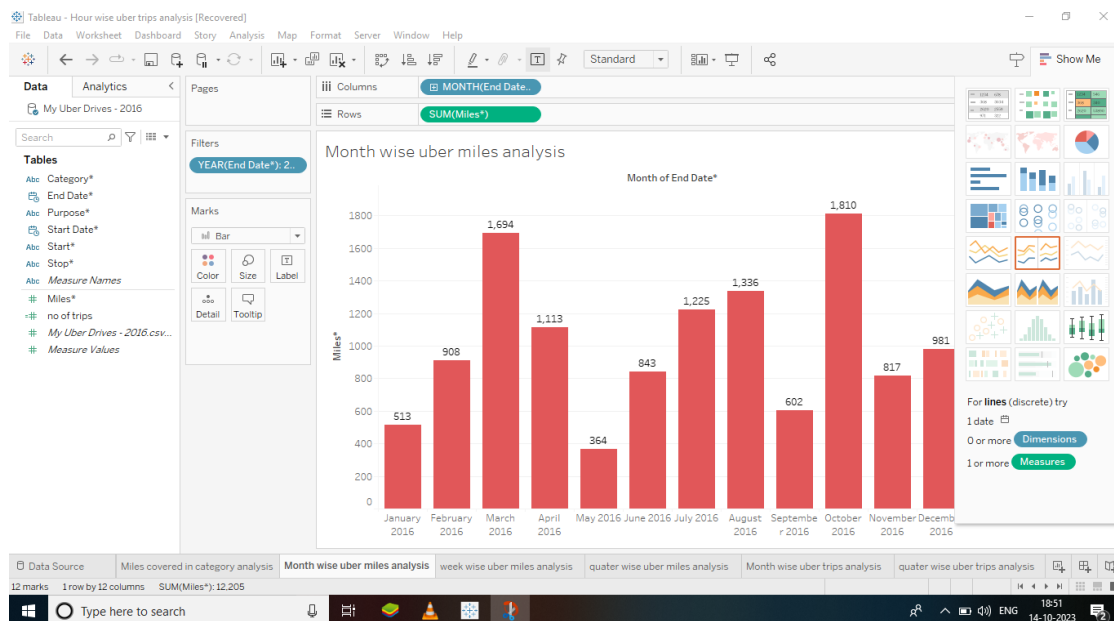 Tableau - Hour wise uber trips analysis [Recovered]
File Data Worksheet Dashboard Story Analysis Map Format Server Window Help
Standard
Show Me
Data Analytics
My Uber Drives - 2016
Search
Tables
Abc Category*
End Date*
Abc Purpose*
Start Date*
Abc Start*
Abc Stop*
Abc Measure Names
# Miles*
=# no of trips
# My Uber Drives - 2016.csv...
# Measure Values
Pages
Filters
YEAR(End Date*): 2..
Marks
Bar
Color Size Label
Detail Tooltip
Columns MONTH(End Date..
Rows SUM(Miles*)
Month wise uber miles analysis
Month of End Date*
Miles*
1800
1600
1400
1200
1000
800
600
400
200
0
513
908
1,694
1,113
364
843
1,225
1,336
602
1,810
817
981
January 2016
February 2016
March 2016
April 2016
May 2016
June 2016
July 2016
August 2016
Septembe
r 2016
October 2016
November 2016
Decemb
2016
For lines (discrete) try
1 date
0 or more Dimensions
1 or more Measures
Data Source Miles covered in category analysis Month wise uber miles analysis week wise uber miles analysis quater wise uber miles analysis Month wise uber trips analysis quater wise uber trips analysis
12 marks 1 row by 12 columns SUM(Miles*): 12,205
Type here to search
ENG
18:51
14-10-2023
2